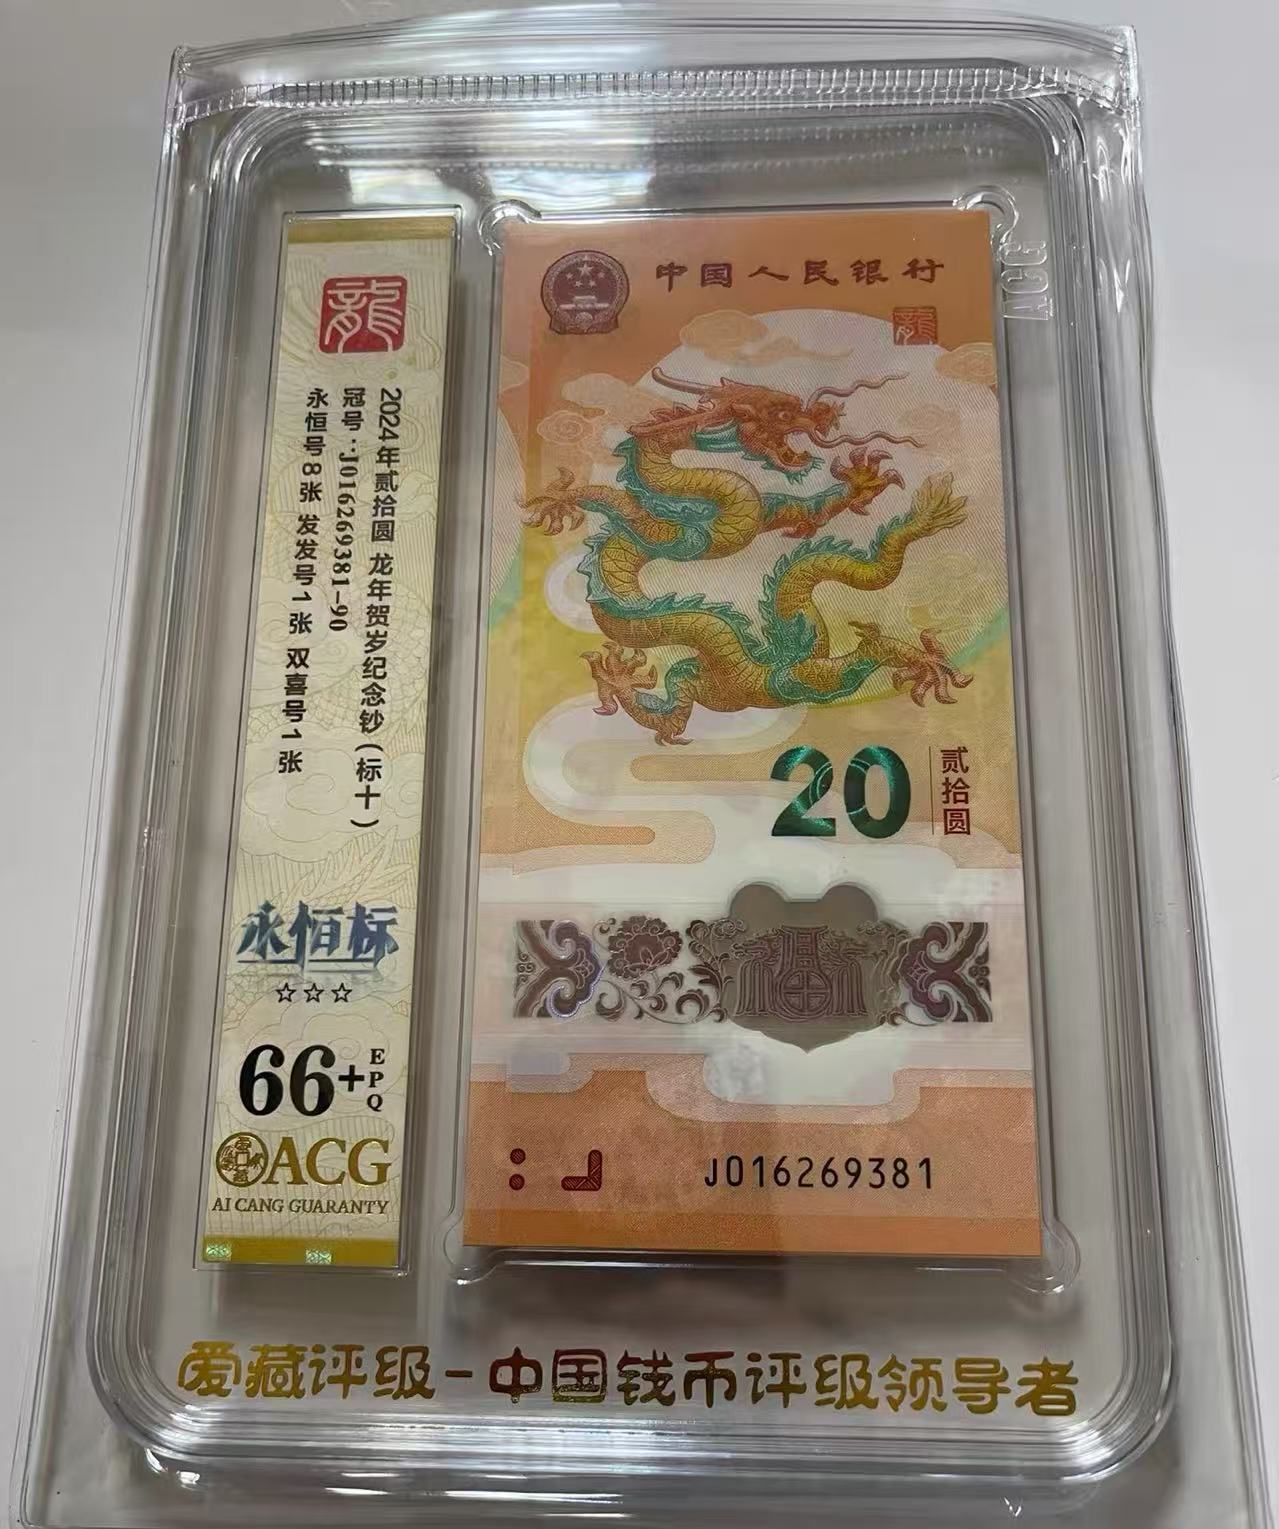 龍
2024年贰拾圆 龙年贺岁纪念钞(标十)
冠号:J016269381-90
永恒号8张 发发号1张 双喜号1张
永恒标
☆☆☆
66+
EPQ
ACG
AI CANG GUARANTY
中国人民银行
龍
20
贰拾圆
福
J016269381
ACG
爱藏评级-中国钱币评级领导者